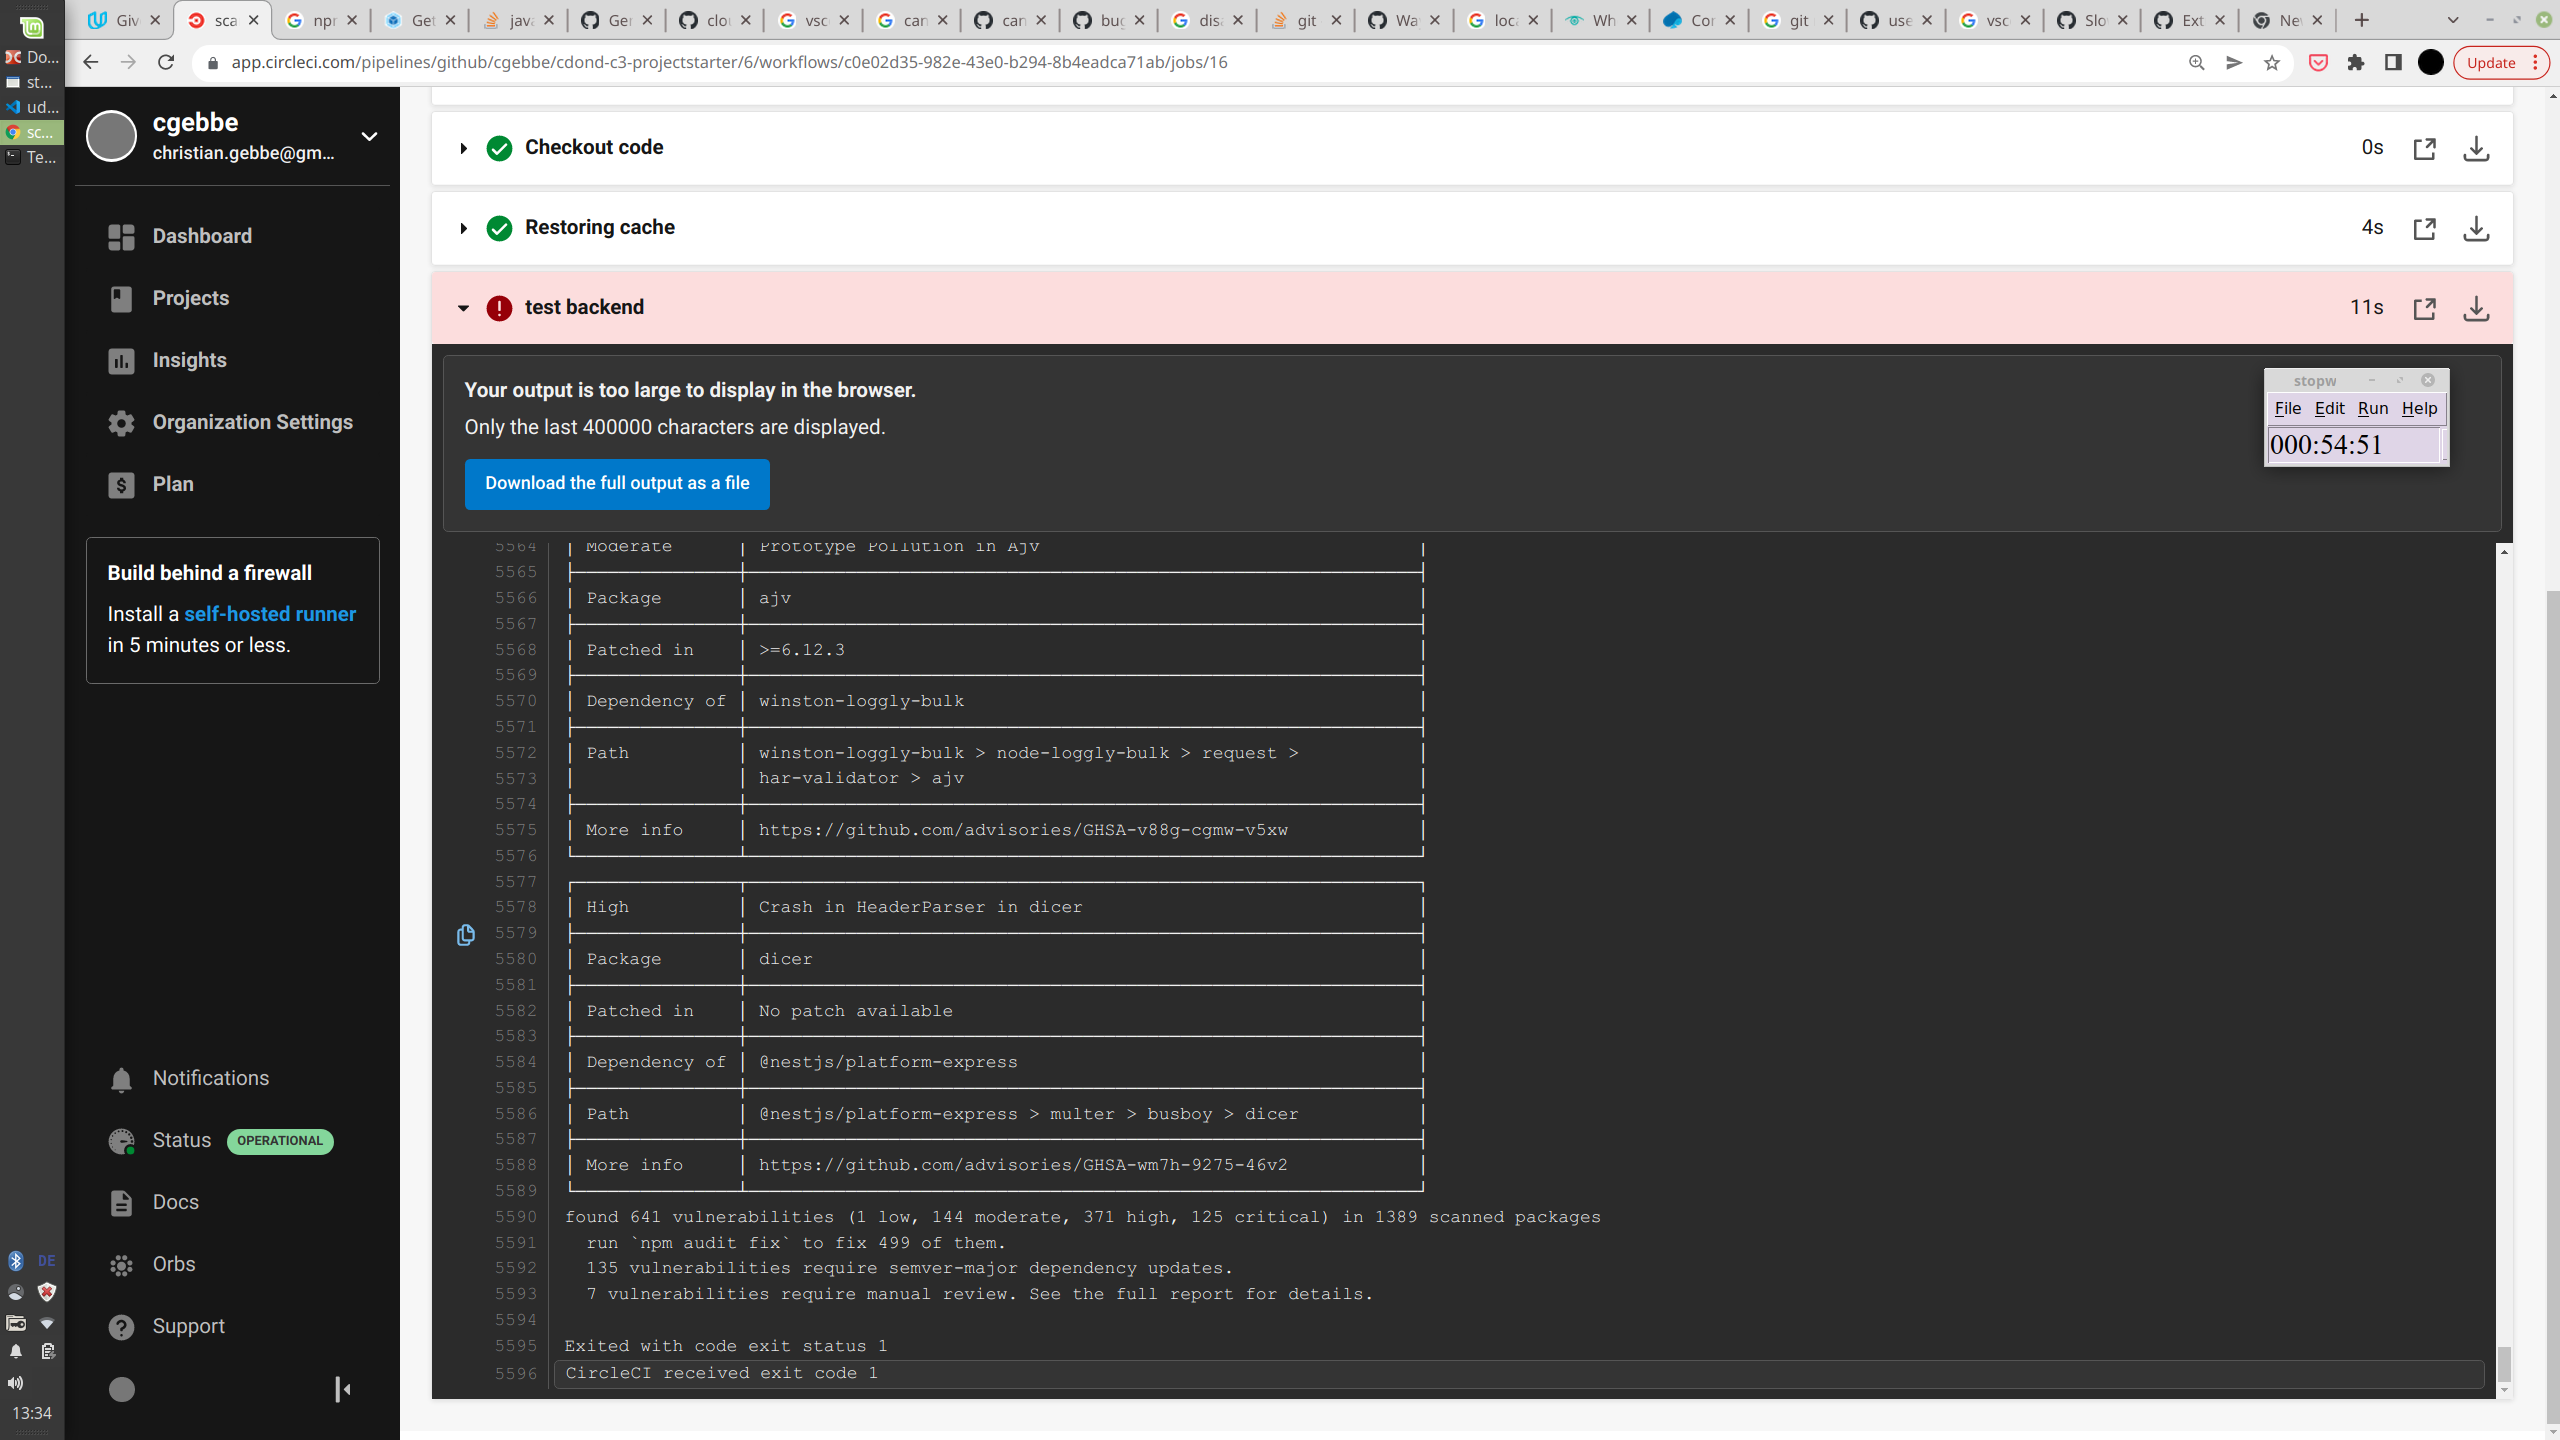 Giv
sca
npr
Get
java
Ger
clo
vsc
can
can
bug
disa
git
Wa
loca
Wh
Cor
git
use
vsc
Slo
Ext
Nev
app.circleci.com/pipelines/github/cgebbe/cdond-c3-projectstarter/6/workflows/c0e02d35-982e-43e0-b294-8b4eadca71ab/jobs/16
Update
Do...
st...
ud...
sc...
Te...
cgebbe
christian.gebbe@gm...
Dashboard
Projects
Insights
Organization Settings
Plan
Build behind a firewall
Install a self-hosted runner
in 5 minutes or less.
Notifications
Status OPERATIONAL
Docs
Orbs
Support
DE
13:34
Checkout code 0s
Restoring cache 4s
test backend 11s
Your output is too large to display in the browser.
Only the last 400000 characters are displayed.
Download the full output as a file
stopw
File Edit Run Help
000:54:51
5564 │ Moderate │ Prototype Pollution in Ajv │
5565
5566 │ Package │ ajv │
5567
5568 │ Patched in │ >=6.12.3 │
5569
5570 │ Dependency of │ winston-loggly-bulk │
5571
5572 │ Path │ winston-loggly-bulk > node-loggly-bulk > request > │
5573 │ │ har-validator > ajv │
5574
5575 │ More info │ https://github.com/advisories/GHSA-v88g-cgmw-v5xw │
5576
5577
5578 │ High │ Crash in HeaderParser in dicer │
5579
5580 │ Package │ dicer │
5581
5582 │ Patched in │ No patch available │
5583
5584 │ Dependency of │ @nestjs/platform-express │
5585
5586 │ Path │ @nestjs/platform-express > multer > busboy > dicer │
5587
5588 │ More info │ https://github.com/advisories/GHSA-wm7h-9275-46v2 │
5589
5590 found 641 vulnerabilities (1 low, 144 moderate, 371 high, 125 critical) in 1389 scanned packages
5591 run `npm audit fix` to fix 499 of them.
5592 135 vulnerabilities require semver-major dependency updates.
5593 7 vulnerabilities require manual review. See the full report for details.
5594
5595 Exited with code exit status 1
5596 CircleCI received exit code 1